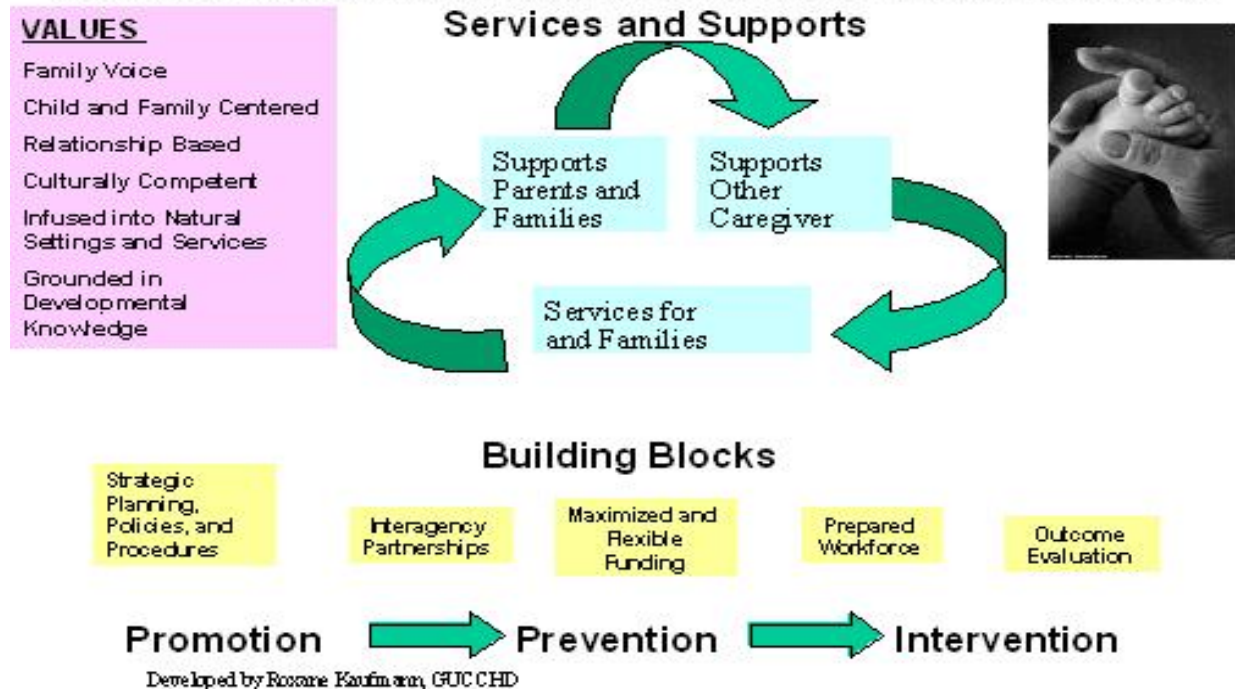 Services and Supports
VALUES
Family Voice
Child and Family Centered
Relationship Based
Culturally Competent
Infused into Natural
Settings and Services
Grounded in
Developmental
Knowledge
Supports
Parents and
Families
Supports
Other
Caregiver
Services for
and Families
Building Blocks
Strategic
Planning,
Policies, and
Procedures
Interagency
Partnerships
Maximized and
Flexible
Funding
Prepared
Workforce
Outcome
Evaluation
Promotion
Prevention
Intervention
Developed by Roxane Kaufmann, GUCCHD